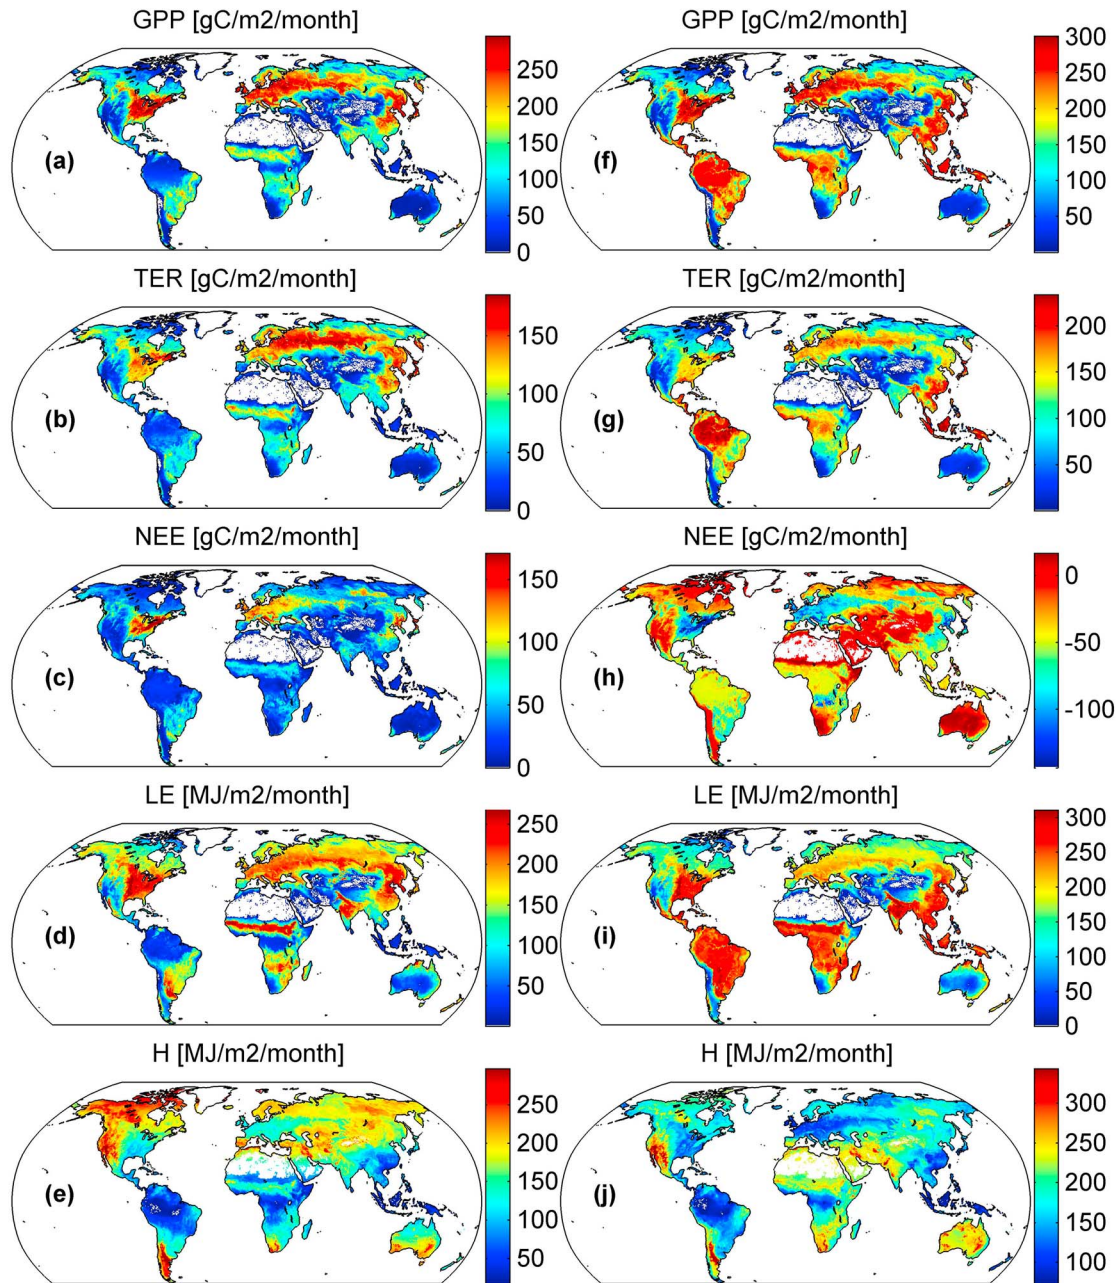 GPP [gC/m2/month]
250
200
150
100
50
0
(a)
GPP [gC/m2/month]
300
250
200
150
100
50
(f)
TER [gC/m2/month]
150
100
50
0
(b)
TER [gC/m2/month]
200
150
100
50
(g)
NEE [gC/m2/month]
150
100
50
0
(c)
NEE [gC/m2/month]
0
-50
-100
(h)
LE [MJ/m2/month]
250
200
150
100
50
0
(d)
LE [MJ/m2/month]
300
250
200
150
100
50
0
(i)
H [MJ/m2/month]
250
200
150
100
50
(e)
H [MJ/m2/month]
300
250
200
150
100
(j)